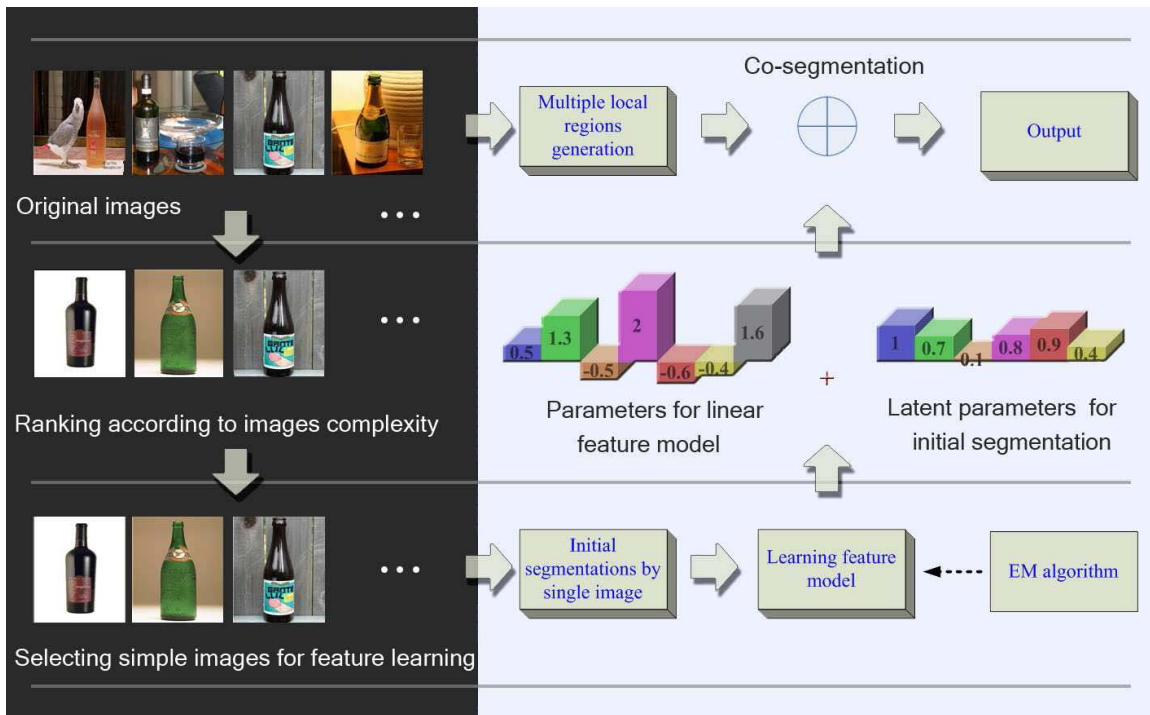 Co-segmentation
Multiple local
regions
generation
Output
Original images
0.5
1.3
-0.5
2
-0.6
-0.4
1.6
1
0.7
0.1
0.8
0.9
0.4
+
Ranking according to images complexity
Parameters for linear
feature model
Latent parameters for
initial segmentation
Initial
segmentations by
single image
Learning feature
model
EM algorithm
Selecting simple images for feature learning